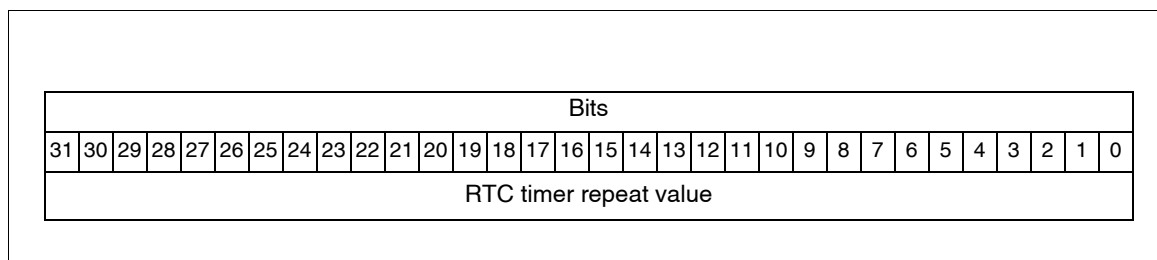 Bits
31 30 29 28 27 26 25 24 23 22 21 20 19 18 17 16 15 14 13 12 11 10 9 8 7 6 5 4 3 2 1 0
RTC timer repeat value